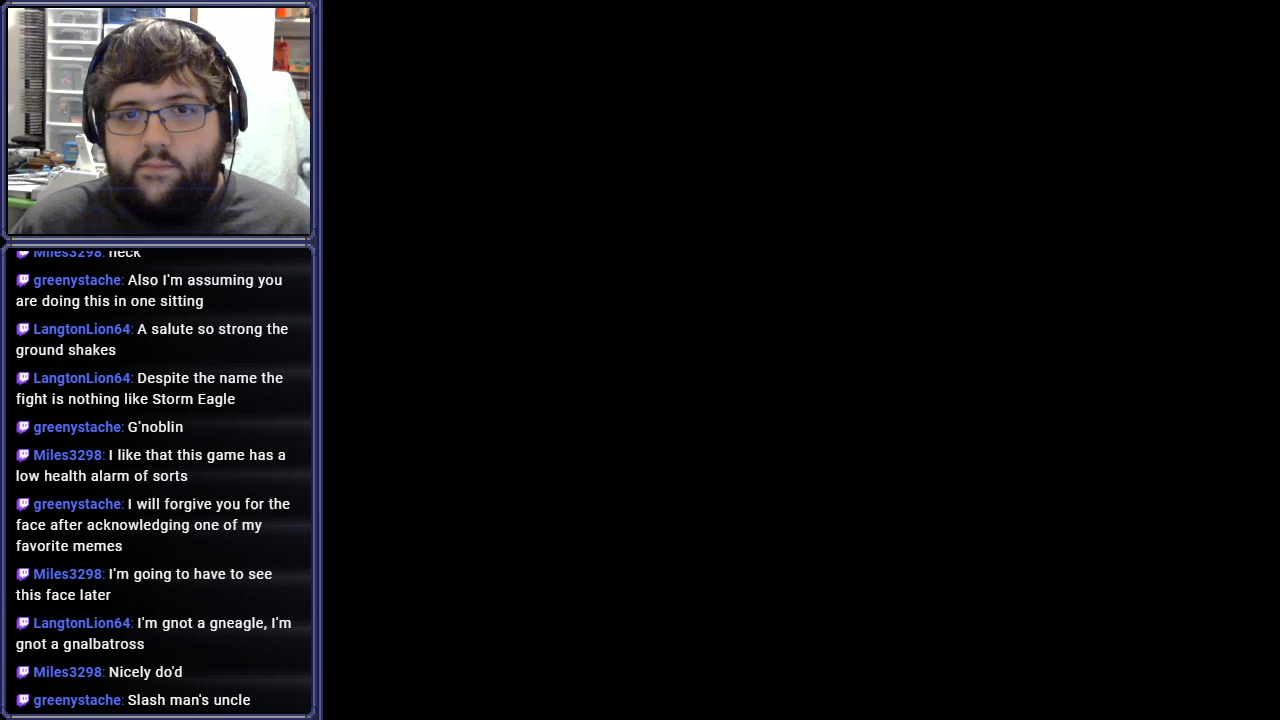 Miles3298: heck
greenystache: Also I'm assuming you
are doing this in one sitting
LangtonLion64: A salute so strong the
ground shakes
LangtonLion64: Despite the name the
fight is nothing like Storm Eagle
greenystache: G'noblin
Miles3298: I like that this game has a
low health alarm of sorts
greenystache: I will forgive you for the
face after acknowledging one of my
favorite memes
Miles3298: I'm going to have to see
this face later
LangtonLion64: I'm gnot a gneagle, I'm
gnot a gnalbatross
Miles3298: Nicely do'd
greenystache: Slash man's uncle